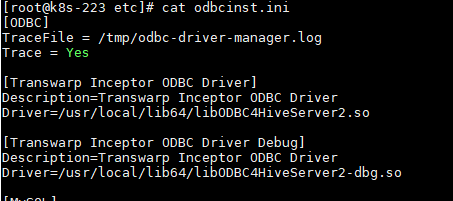 [root@k8s-223 etc]# cat odbcinst.ini
[ODBC]
TraceFile = /tmp/odbc-driver-manager.log
Trace = Yes
[Transwarp Inceptor ODBC Driver]
Description=Transwarp Inceptor ODBC Driver
Driver=/usr/local/lib64/libODBC4HiveServer2.so
[Transwarp Inceptor ODBC Driver Debug]
Description=Transwarp Inceptor ODBC Driver
Driver=/usr/local/lib64/libODBC4HiveServer2-dbg.so
[MySQL]